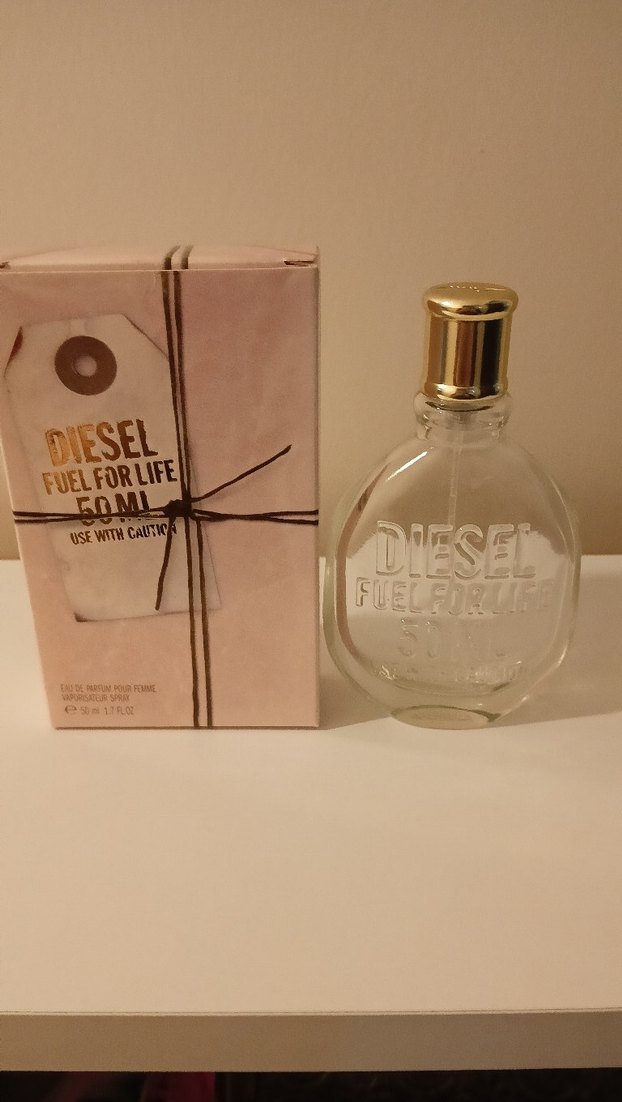 DIESEL
FUEL FOR LIFE
50 ML
USE WITH CAUTION
EAU DE PARFUM POUR FEMME
VAPORISATEUR SPRAY
℮ 50 ml 1.7 FL.OZ
DIESEL
FUEL FOR LIFE
50 ML